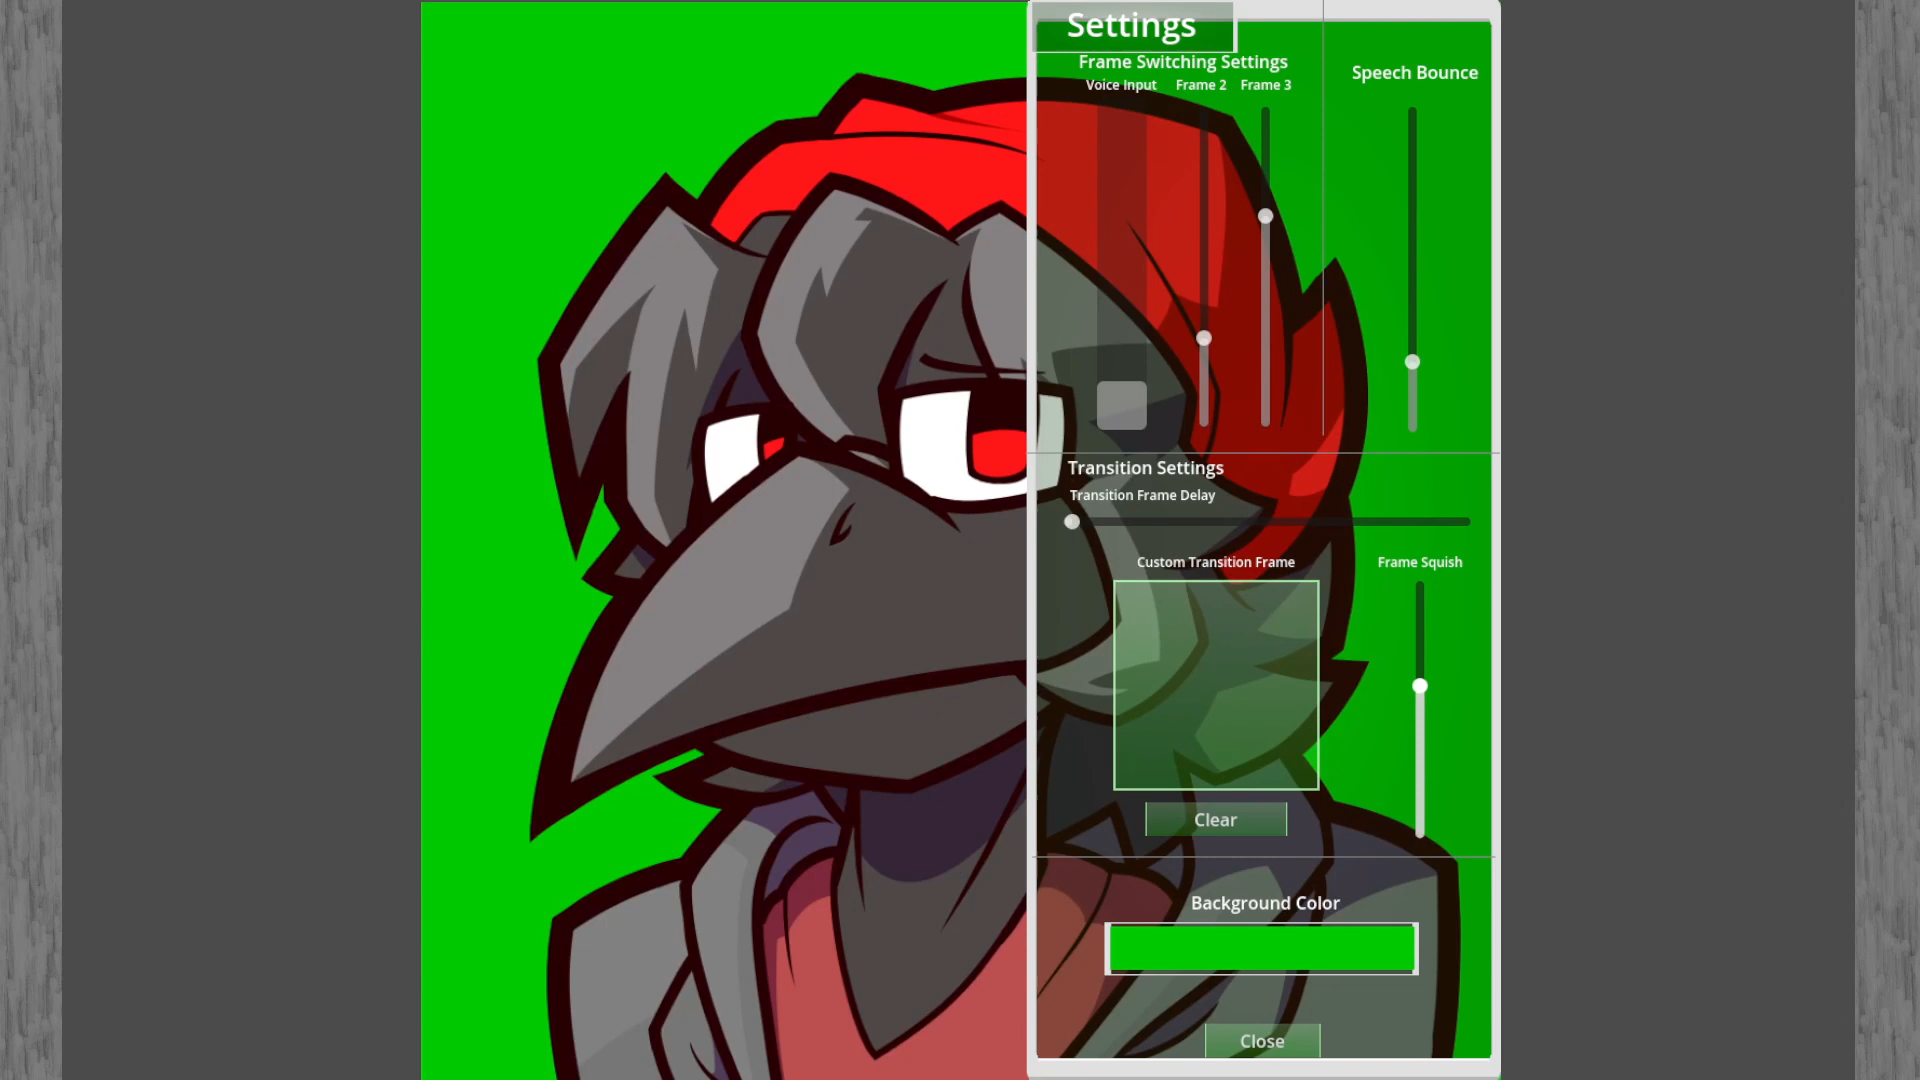 Settings
Frame Switching Settings
Voice Input Frame 2 Frame 3
Speech Bounce
Transition Settings
Transition Frame Delay
Custom Transition Frame
Frame Squish
Clear
Background Color
Close